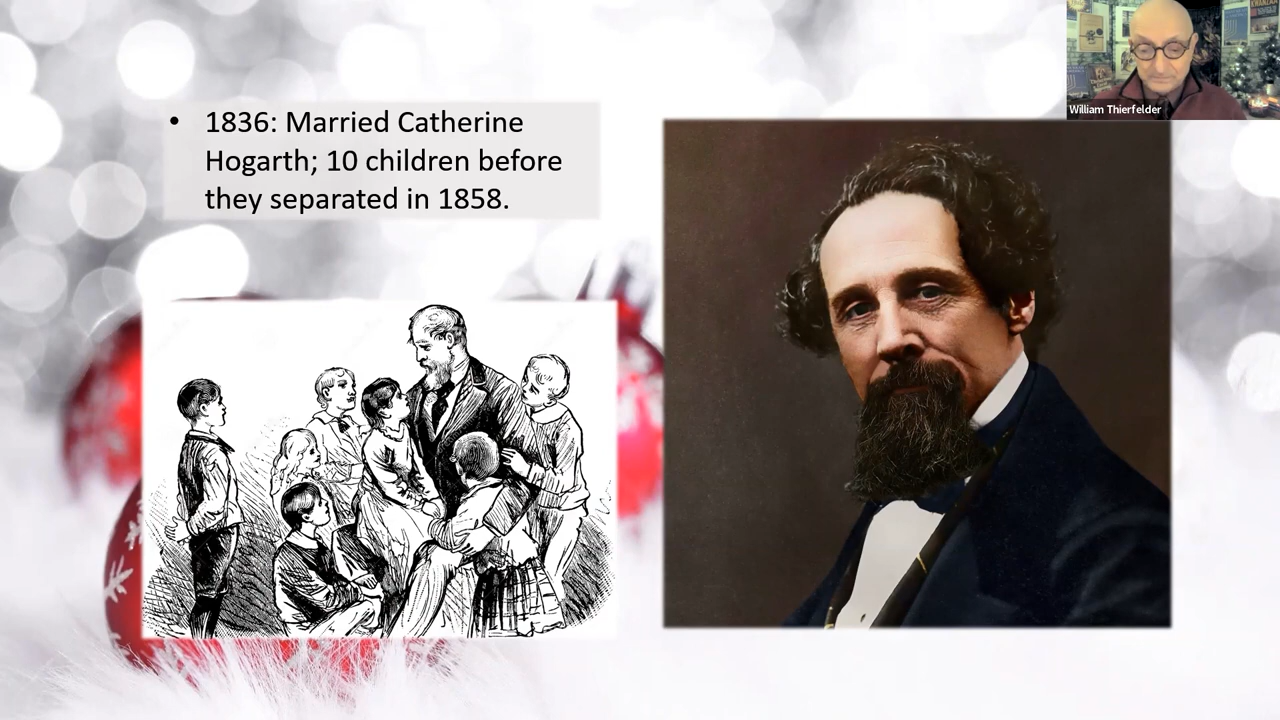 • 1836: Married Catherine
Hogarth; 10 children before
they separated in 1858.
William Thierfelder